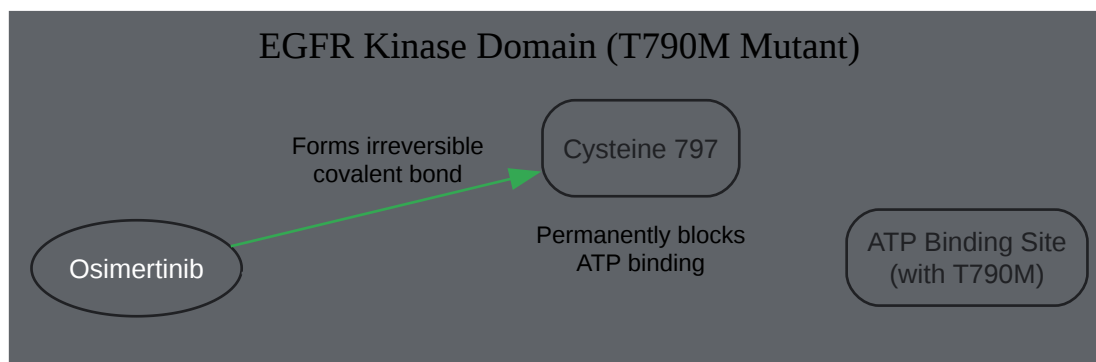 EGFR Kinase Domain (T790M Mutant)
Forms irreversible
covalent bond
Cysteine 797
Permanently blocks
ATP binding
Osimertinib
ATP Binding Site
(with T790M)